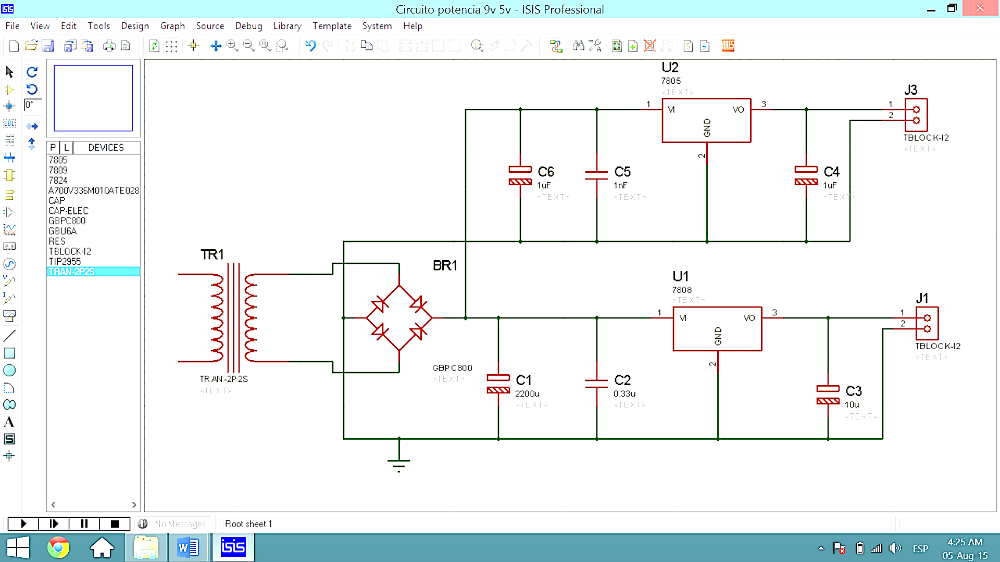 isis
Circuito potencia 9v 5v - ISIS Professional
File View Edit Tools Design Graph Source Debug Library Template System Help
ARES
0°
LBL
P L DEVICES
7805
7809
7824
A700V336M010ATE028
CAP
CAP-ELEC
GBPC800
GBU6A
RES
TBLOCK-I2
TIP2955
TRAN-2P2S
U2
7805
<TEXT>
1 VI VO 3
GND
2
J3
1
2
TBLOCK-I2
<TEXT>
C6
1uF
<TEXT>
C5
1nF
<TEXT>
C4
1uF
<TEXT>
TR1
TRAN-2P2S
<TEXT>
BR1
GBPC800
<TEXT>
U1
7808
<TEXT>
1 VI VO 3
GND
2
J1
1
2
TBLOCK-I2
<TEXT>
C1
2200u
<TEXT>
C2
0.33u
<TEXT>
C3
10u
<TEXT>
No Messages
Root sheet 1
isis
ESP
4:25 AM
05-Aug-15